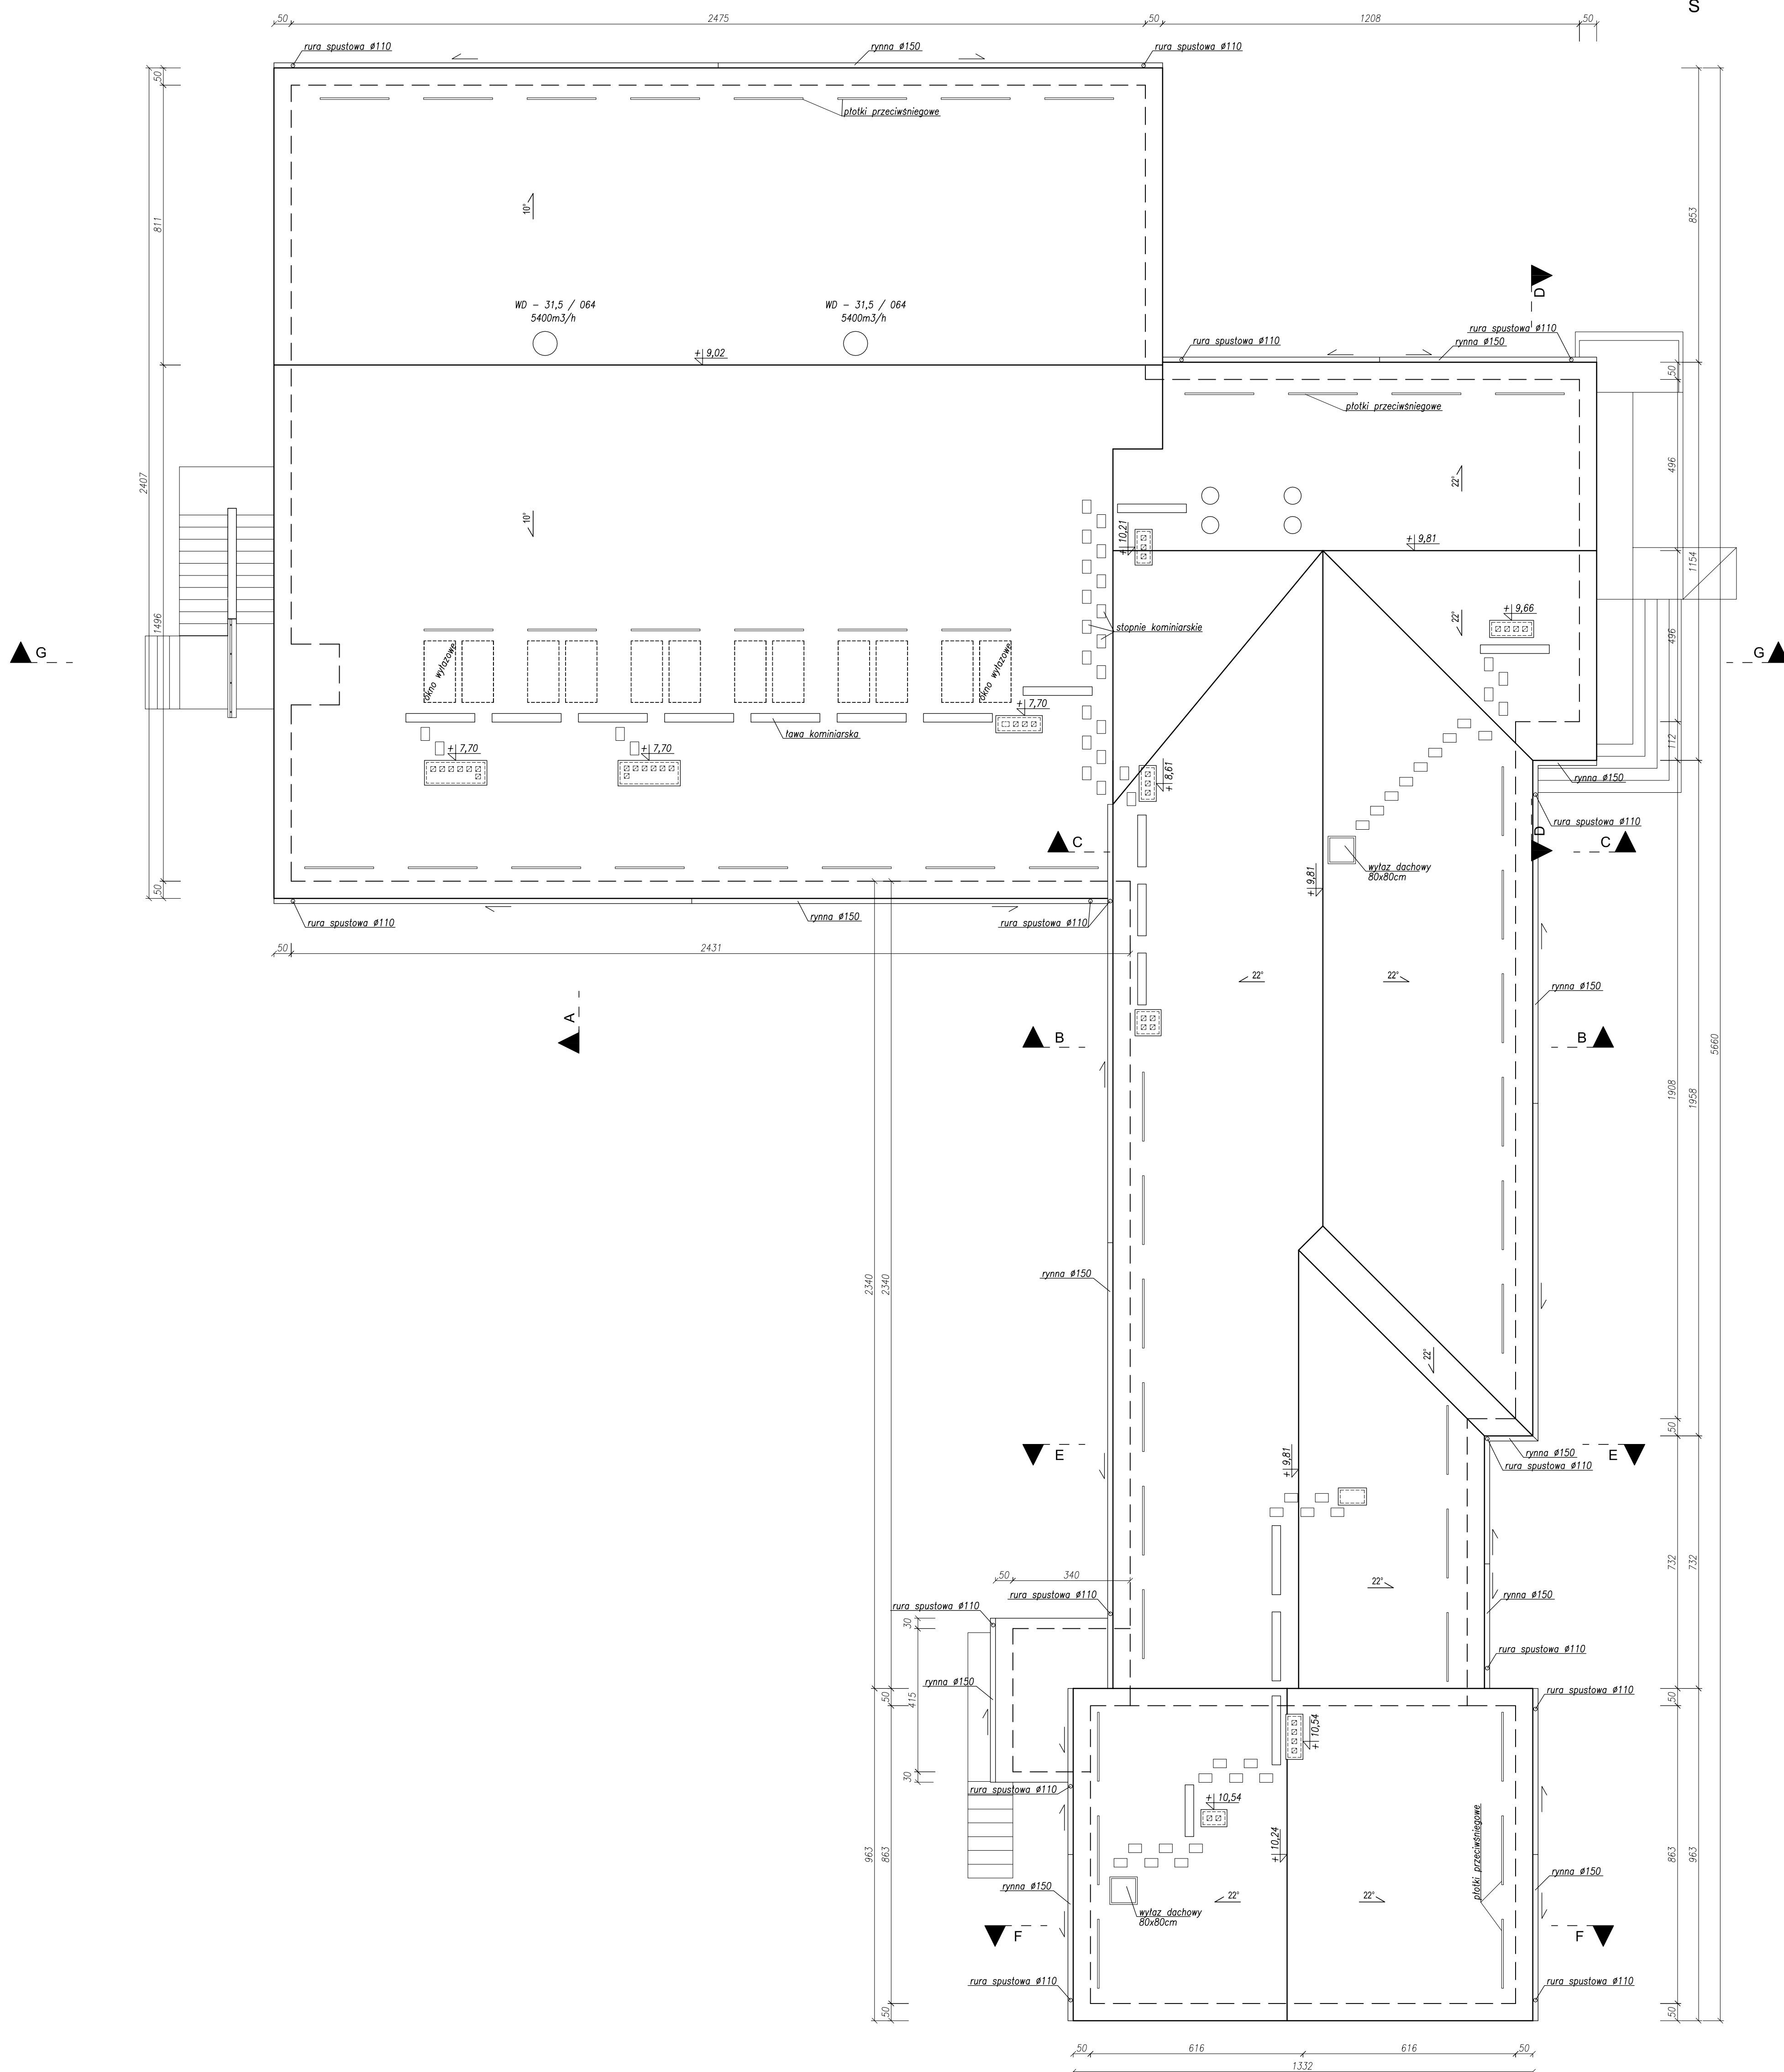 S
50
2475
50
1208
50
rura spustowa ø110
rynna ø150
rura spustowa ø110
50
płotki przeciwśniegowe
811
10°
853
D
WD - 31,5 / 064
5400m3/h
WD - 31,5 / 064
5400m3/h
+ 9,02
rura spustowa ø110
rura spustowa ø110
rynna ø150
50
płotki przeciwśniegowe
2407
496
22°
10°
+ 10,21
+ 9,81
1154
1496
stopnie kominiarskie
22°
+ 9,66
496
G
G
okno wyłazowe
okno wyłazowe
+ 7,70
ława kominiarska
+ 7,70
+ 7,70
112
+ 8,61
rynna ø150
rura spustowa ø110
C
D
C
wyłaz dachowy
80x80cm
+ 9,81
50
rura spustowa ø110
rynna ø150
rura spustowa ø110
50
2431
22°
22°
rynna ø150
A
B
B
5660
1908
1958
2340
2340
rynna ø150
22°
50
E
E
+ 9,81
rynna ø150
rura spustowa ø110
732
732
50
340
22°
rura spustowa ø110
rura spustowa ø110
rynna ø150
30
rura spustowa ø110
rynna ø150
415
50
rura spustowa ø110
50
+ 10,54
30
rura spustowa ø110
+ 10,54
płotki przeciwśniegowe
+ 10,24
963
863
863
963
rynna ø150
rynna ø150
22°
22°
wyłaz dachowy
80x80cm
F
F
rura spustowa ø110
rura spustowa ø110
50
50
50
616
616
50
1332